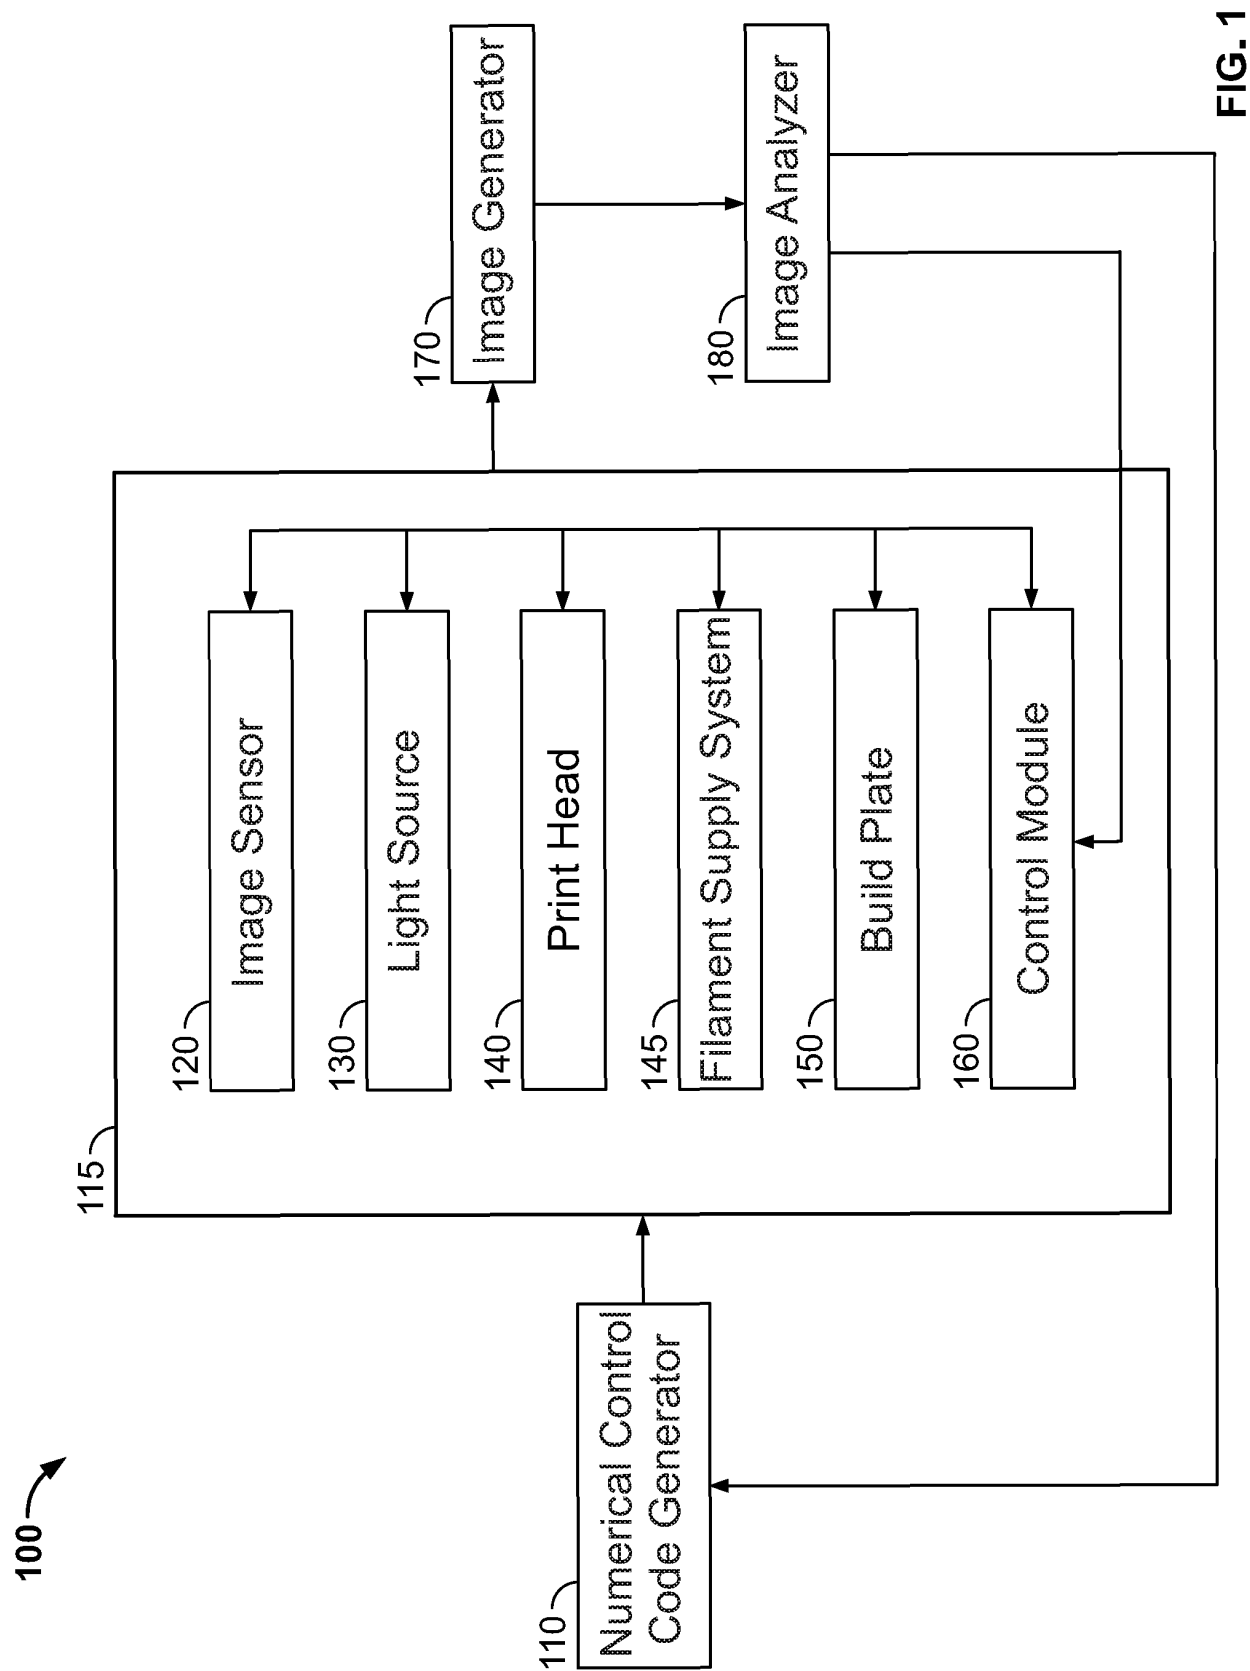 100
110
Numerical Control
Code Generator
115
120
Image Sensor
130
Light Source
140
Print Head
145
Filament Supply System
150
Build Plate
160
Control Module
170
Image Generator
180
Image Analyzer
FIG. 1